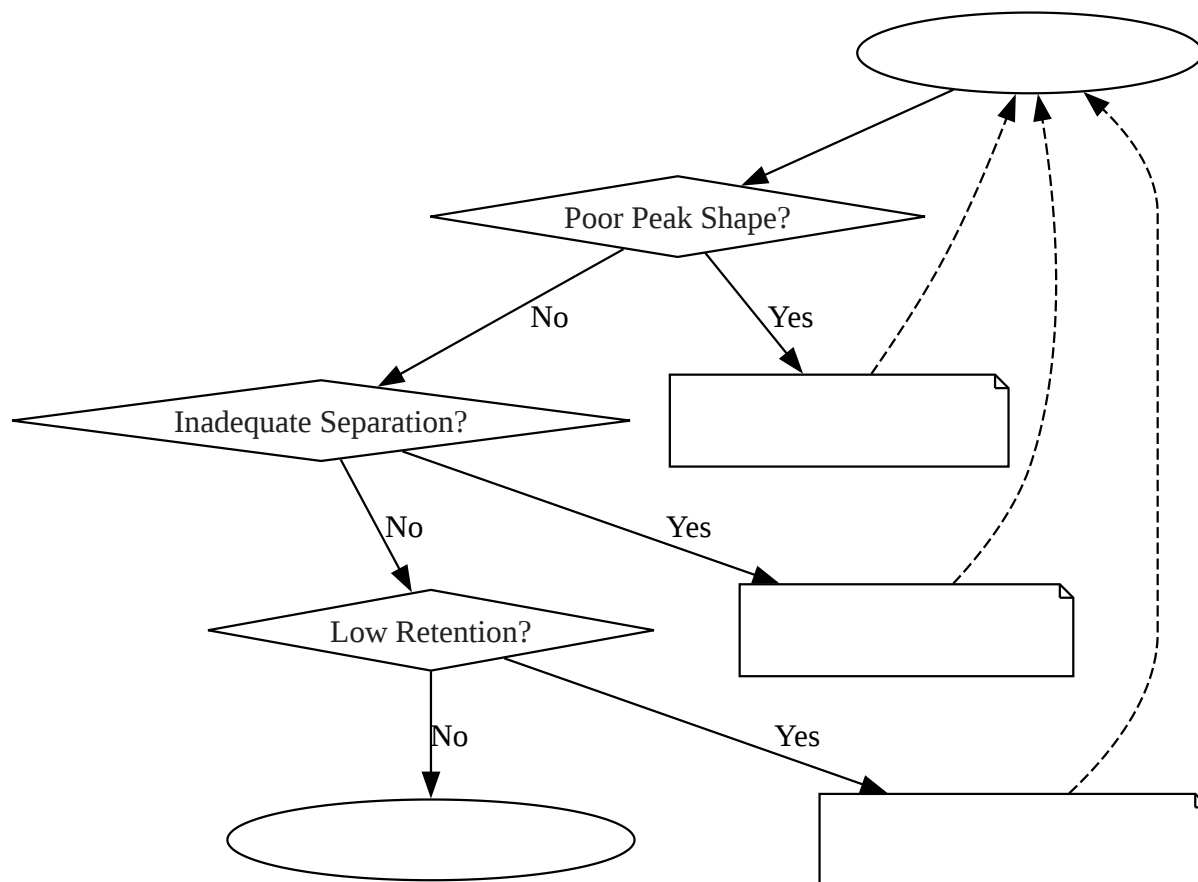 Poor Peak Shape?
No
Yes
Inadequate Separation?
No
Yes
Low Retention?
No
Yes